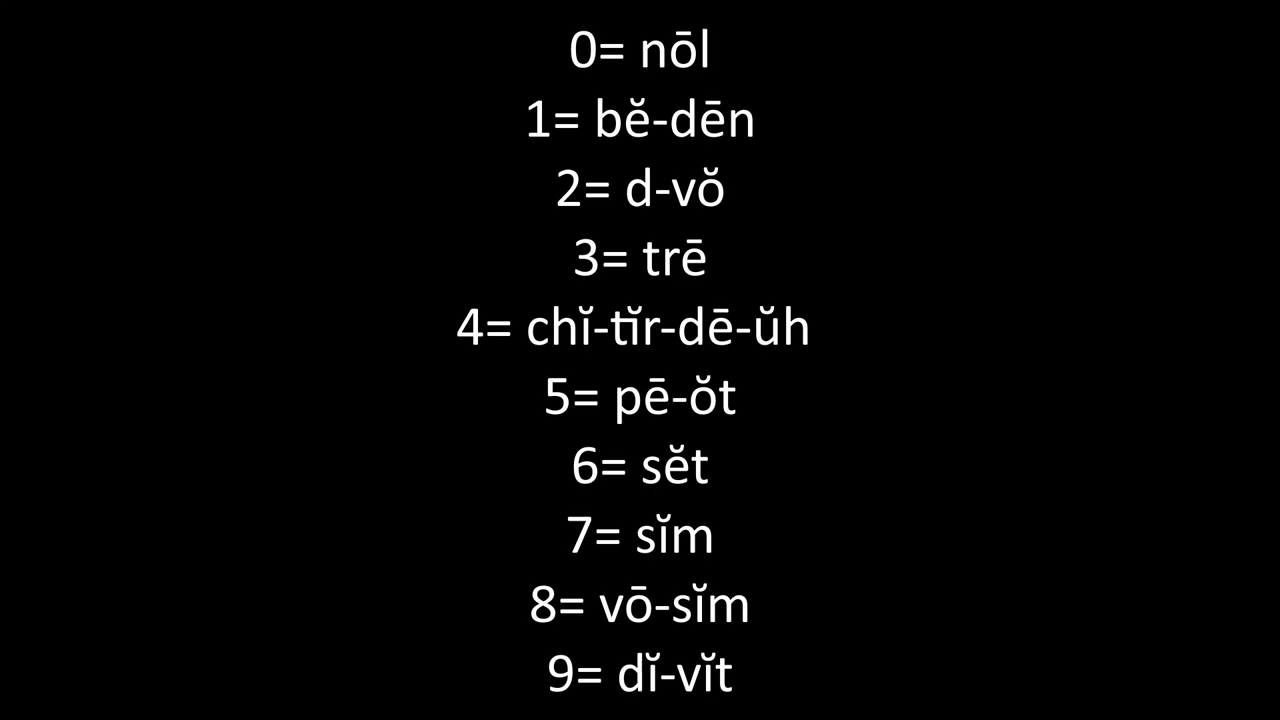 0= nōl
1= bĕ-dēn
2= d-vŏ
3= trē
4= chĭ-tĭr-dē-ŭh
5= pē-ŏt
6= sĕt
7= sĭm
8= vō-sĭm
9= dĭ-vĭt